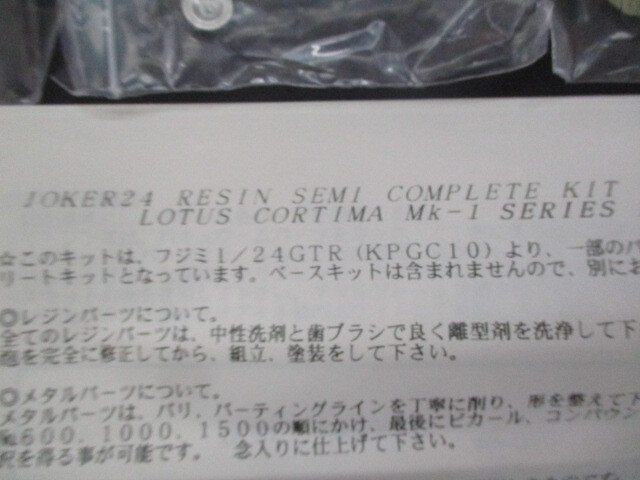 JOKER24 RESIN SEMI COMPLETE KIT
LOTUS CORTIMA Mk-1 SERIES
☆このキットは、フジミ1/24GTR(KPGC10)より、一部のパ
リートキットとなっています。ベースキットは含まれませんので、別にお
◎レジンパーツについて。
全てのレジンパーツは、中性洗剤と歯ブラシで良く離型剤を洗浄して下
泡を完全に修正してから、組立、塗装をして下さい。
◎メタルパーツについて。
メタルパーツは、バリ、パーティングラインを丁寧に削り、形を整えて下
№600、1000、1500の順にかけ、最後にピカール、コンパウン
沢を得る事が可能です。 念入りに仕上げて下さい。